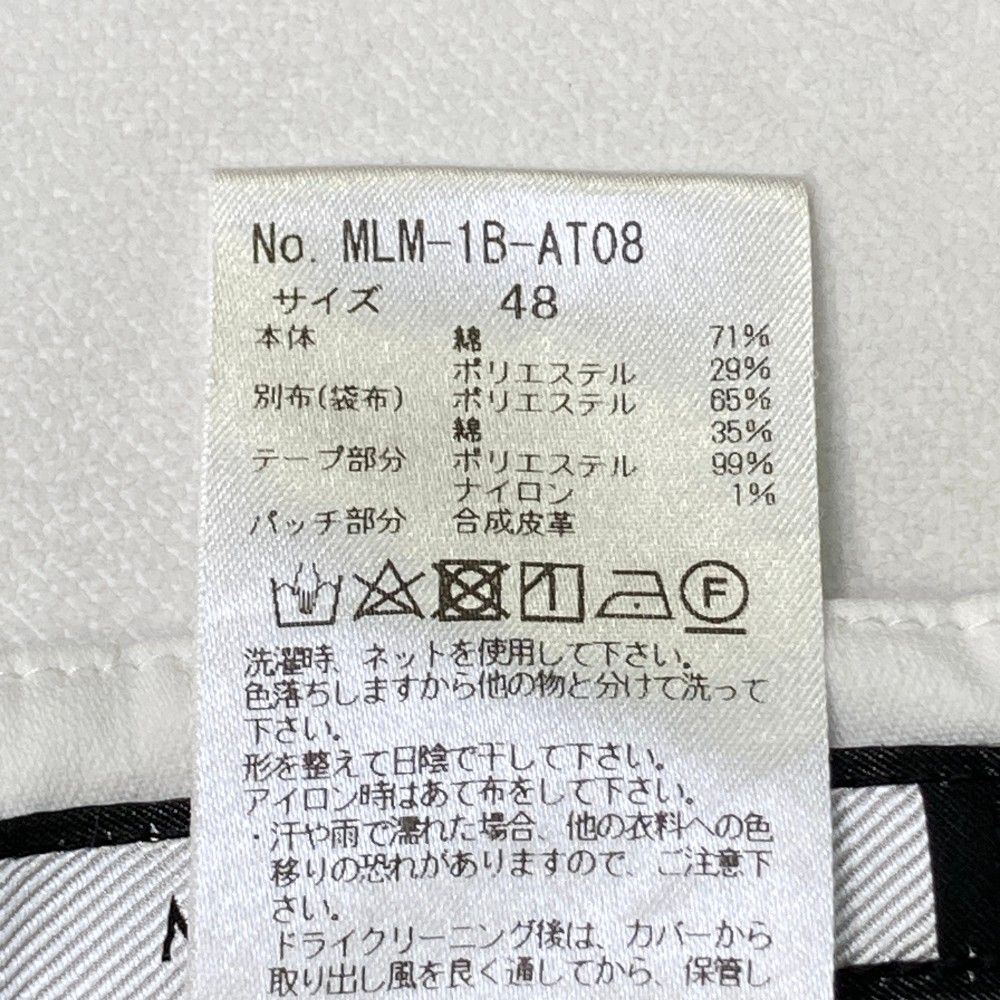 No. MLM-1B-AT08
サイズ 48
本体 綿 71%
ポリエステル 29%
別布(袋布) ポリエステル 65%
綿 35%
テープ部分 ポリエステル 99%
ナイロン 1%
パッチ部分 合成皮革
F
洗濯時、ネットを使用して下さい。
色落ちしますから他の物と分けて洗って
下さい。
形を整えて日陰で干して下さい。
アイロン時はあて布をして下さい。
・汗や雨で濡れた場合、他の衣料への色
移りの恐れがありますので、ご注意下
さい。
ドライクリーニング後は、カバーから
取り出し風を良く通してから、保管し